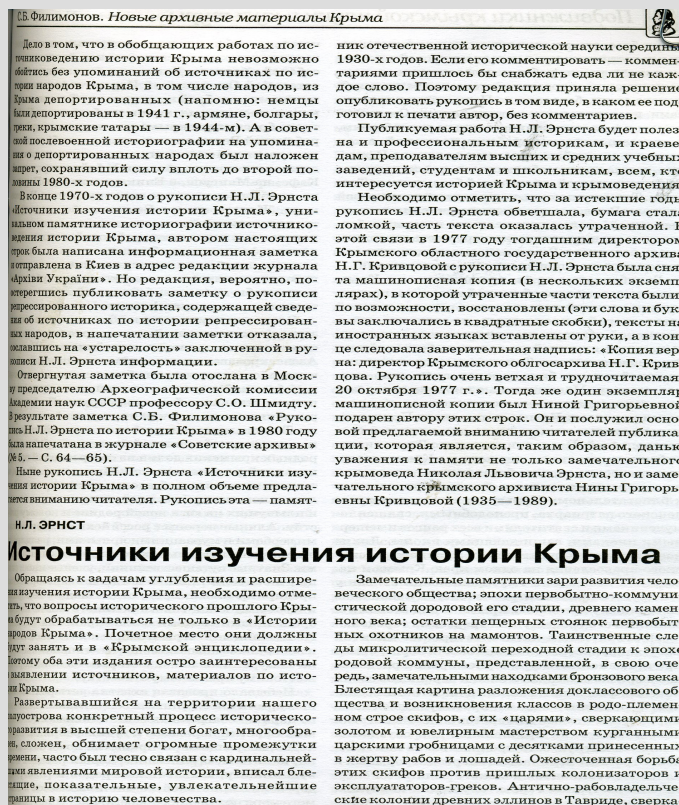 С.Б. Филимонов. Новые архивные материалы Крыма
Дело в том, что в обобщающих работах по ис-
точниковедению истории Крыма невозможно
обойтись без упоминаний об источниках по ис-
тории народов Крыма, в том числе народов, из
Крыма депортированных (напомню: немцы
были депортированы в 1941 г., армяне, болгары,
греки, крымские татары — в 1944-м). А в совет-
ской послевоенной историографии на упомина-
ния о депортированных народах был наложен
запрет, сохранявший силу вплоть до второй по-
ловины 1980-х годов.
В конце 1970-х годов о рукописи Н.Л. Эрнста
«Источники изучения истории Крыма», уни-
кальном памятнике историографии источнико-
ведения истории Крыма, автором настоящих
строк была написана информационная заметка
и отправлена в Киев в адрес редакции журнала
«Архіви України». Но редакция, вероятно, по-
остерегшись публиковать заметку о рукописи
репрессированного историка, содержащей сведе-
ния об источниках по истории репрессирован-
ных народов, в напечатании заметки отказала,
сославшись на «устарелость» заключенной в ру-
кописи Н.Л. Эрнста информации.
Отвергнутая заметка была отослана в Моск-
ву председателю Археографической комиссии
Академии наук СССР профессору С.О. Шмидту.
В результате заметка С.Б. Филимонова «Руко-
пись Н.Л. Эрнста по истории Крыма» в 1980 году
была напечатана в журнале «Советские архивы»
(№ 5. — С. 64—65).
Ныне рукопись Н.Л. Эрнста «Источники изу-
чения истории Крыма» в полном объеме предла-
гается вниманию читателя. Рукопись эта — памят-
ник отечественной исторической науки середины
1930-х годов. Если его комментировать — коммен-
тариями пришлось бы снабжать едва ли не каж-
дое слово. Поэтому редакция приняла решение
опубликовать рукопись в том виде, в каком ее под-
готовил к печати автор, без комментариев.
Публикуемая работа Н.Л. Эрнста будет полез-
на и профессиональным историкам, и краеве-
дам, преподавателям высших и средних учебных
заведений, студентам и школьникам, всем, кто
интересуется историей Крыма и крымоведения.
Необходимо отметить, что за истекшие годы
рукопись Н.Л. Эрнста обветшала, бумага стала
ломкой, часть текста оказалась утраченной. В
этой связи в 1977 году тогдашним директором
Крымского областного государственного архива
Н.Г. Кривцовой с рукописи Н.Л. Эрнста была сня-
та машинописная копия (в нескольких экземп-
лярах), в которой утраченные части текста были,
по возможности, восстановлены (эти слова и бук-
вы заключались в квадратные скобки), тексты на
иностранных языках вставлены от руки, а в кон-
це следовала заверительная надпись: «Копия вер-
на: директор Крымского облгосархива Н.Г. Крив-
цова. Рукопись очень ветхая и трудночитаемая.
20 октября 1977 г.». Тогда же один экземпляр
машинописной копии был Ниной Григорьевной
подарен автору этих строк. Он и послужил осно-
вой предлагаемой вниманию читателей публика-
ции, которая является, таким образом, данью
уважения к памяти не только замечательного
крымоведа Николая Львовича Эрнста, но и заме-
чательного крымского архивиста Нины Григорь-
евны Кривцовой (1935—1989).
Н.Л. ЭРНСТ
Источники изучения истории Крыма
Обращаясь к задачам углубления и расшире-
ния изучения истории Крыма, необходимо отме-
тить, что вопросы исторического прошлого Кры-
ма будут обрабатываться не только в «Истории
народов Крыма». Почетное место они должны
будут занять и в «Крымской энциклопедии».
Поэтому оба эти издания остро заинтересованы
в выявлении источников, материалов по исто-
рии Крыма.
Развертывавшийся на территории нашего
полуострова конкретный процесс историческо-
го развития в высшей степени богат, многообра-
зен, сложен, обнимает огромные промежутки
времени, часто был тесно связан с кардинальней-
шими явлениями мировой истории, вписал бле-
стящие, показательные, увлекательнейшие
страницы в историю человечества.
Замечательные памятники зари развития чело-
веческого общества; эпохи первобытно-коммуни-
стической дородовой его стадии, древнего камен-
ного века; остатки пещерных стоянок первобыт-
ных охотников на мамонтов. Таинственные сле-
ды микролитической переходной стадии к эпохе
родовой коммуны, представленной, в свою оче-
редь, замечательными находками бронзового века.
Блестящая картина разложения доклассового об-
щества и возникновения классов в родо-племен-
ном строе скифов, с их «царями», сверкающими
золотом и ювелирным мастерством курганными
царскими гробницами с десятками принесенных
в жертву рабов и лошадей. Ожесточенная борьба
этих скифов против пришлых колонизаторов и
эксплуататоров-греков. Антично-рабовладельче-
ские колонии древних эллинов в Тавриде, сверка-